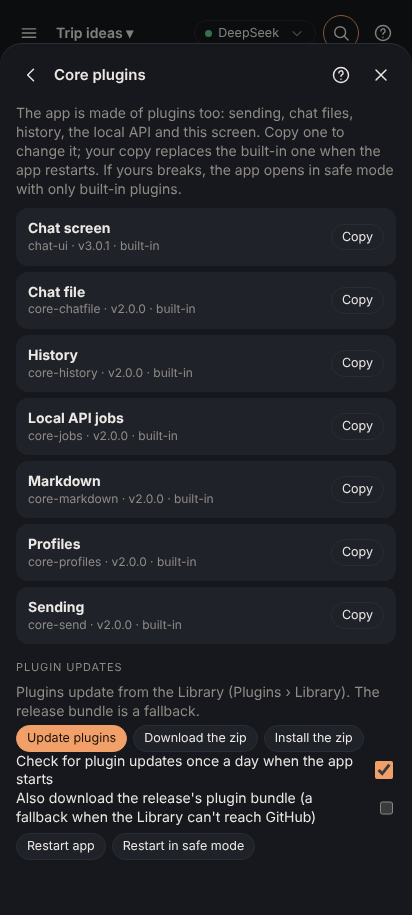 Trip ideas ▾
DeepSeek
Core plugins
The app is made of plugins too: sending, chat files,
history, the local API and this screen. Copy one to
change it; your copy replaces the built-in one when the
app restarts. If yours breaks, the app opens in safe mode
with only built-in plugins.
Chat screen
chat-ui · v3.0.1 · built-in
Copy
Chat file
core-chatfile · v2.0.0 · built-in
Copy
History
core-history · v2.0.0 · built-in
Copy
Local API jobs
core-jobs · v2.0.0 · built-in
Copy
Markdown
core-markdown · v2.0.0 · built-in
Copy
Profiles
core-profiles · v2.0.0 · built-in
Copy
Sending
core-send · v2.0.0 · built-in
Copy
PLUGIN UPDATES
Plugins update from the Library (Plugins › Library). The
release bundle is a fallback.
Update plugins Download the zip Install the zip
Check for plugin updates once a day when the app
starts
Also download the release's plugin bundle (a
fallback when the Library can't reach GitHub)
Restart app Restart in safe mode